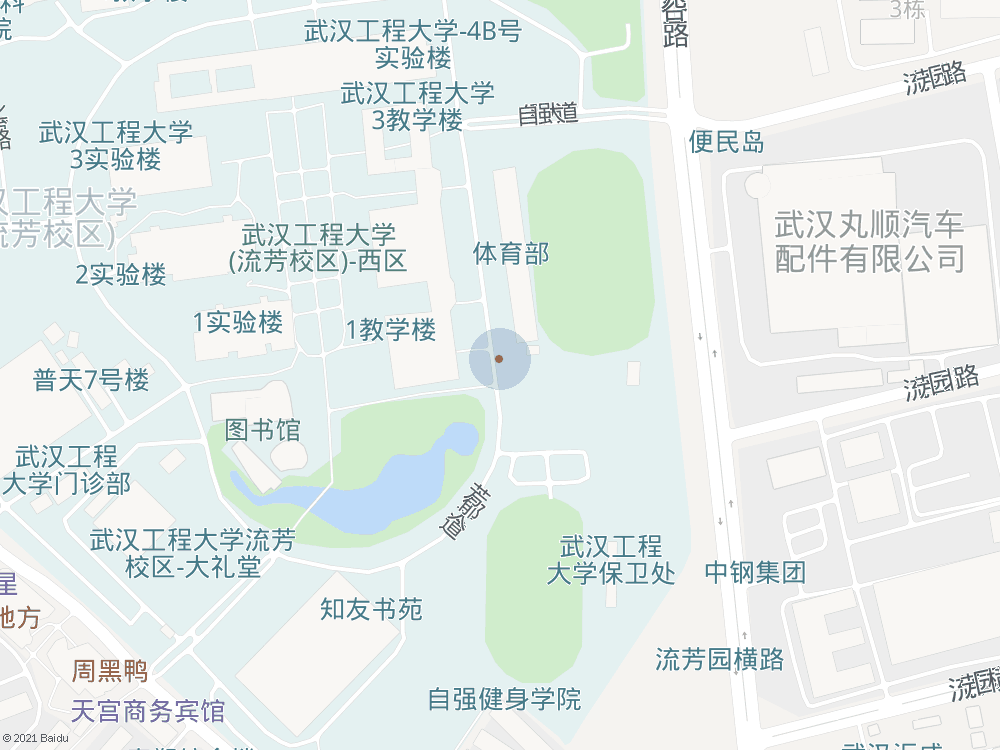 3栋
武汉工程大学-4B号
实验楼
谷路
流园路
武汉工程大学
3教学楼
自强大道
便民岛
武汉工程大学
3实验楼
汉工程大学
流芳校区)
武汉工程大学
(流芳校区)-西区
体育部
武汉丸顺汽车
配件有限公司
2实验楼
1实验楼
1教学楼
普天7号楼
流园路
图书馆
武汉工程
大学门诊部
武汉工程大学流芳
校区-大礼堂
武汉工程
大学保卫处
中钢集团
知友书苑
地方
周黑鸭
流芳园横路
天宫商务宾馆
自强健身学院
© 2021 Baidu